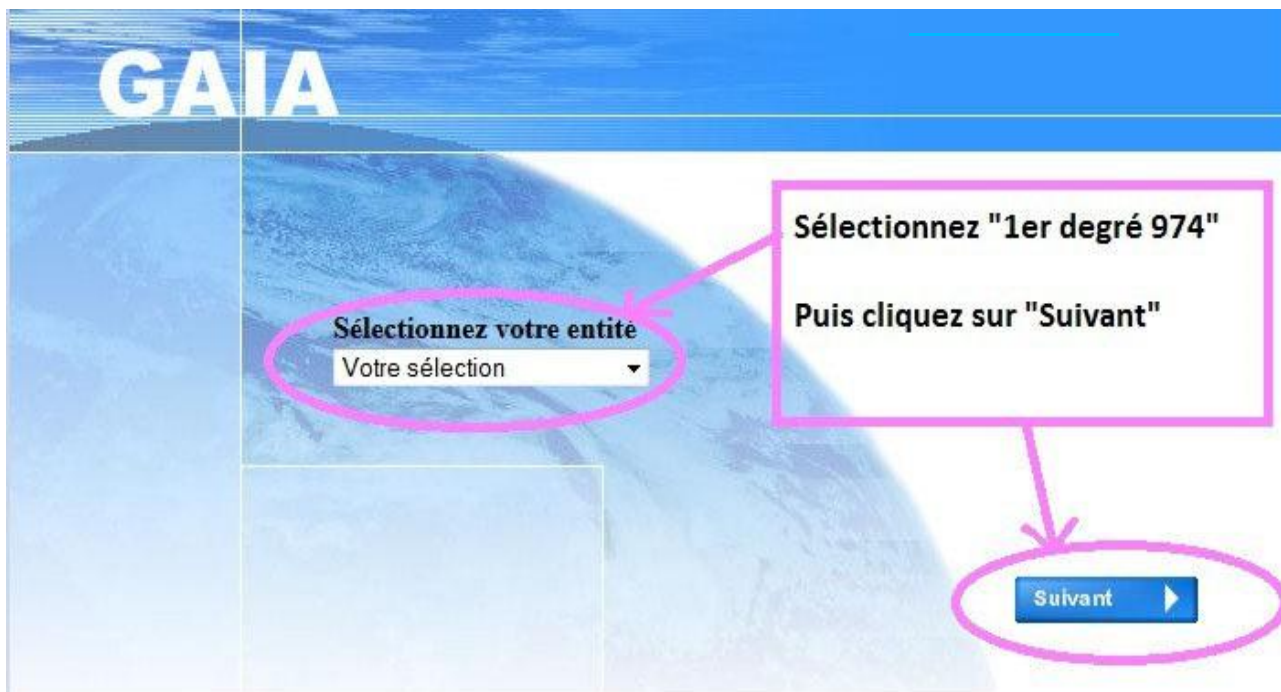 GAIA
Sélectionnez "1er degré 974"
Puis cliquez sur "Suivant"
Sélectionnez votre entité
Votre sélection
Suivant